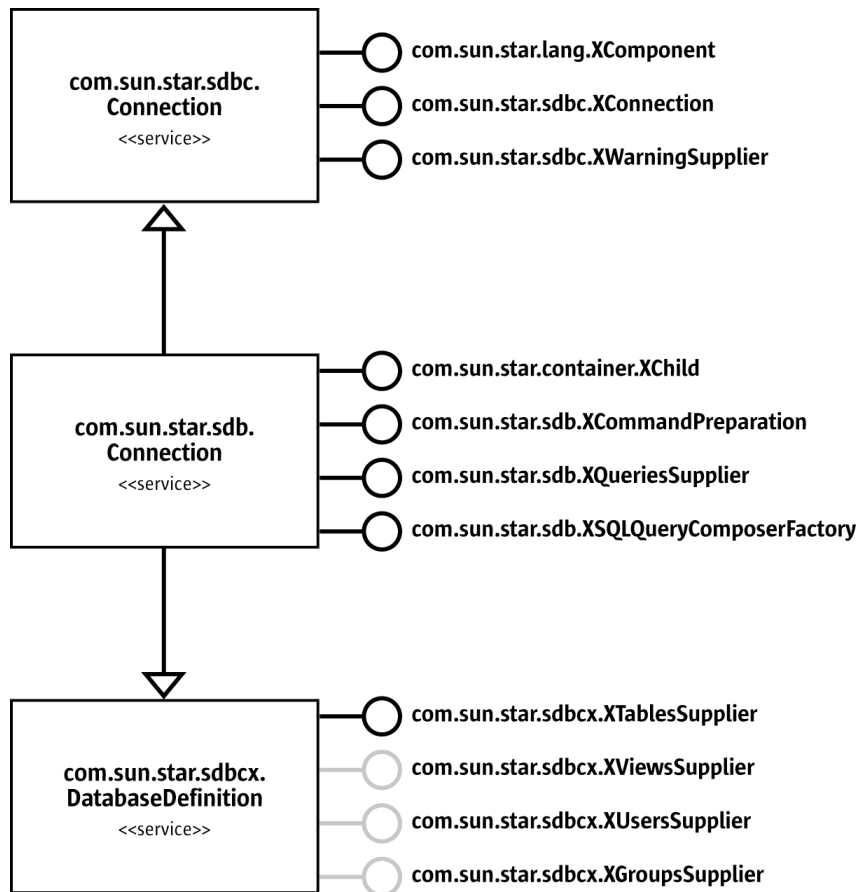 com.sun.star.sdbc.
Connection
<<service>>
com.sun.star.lang.XComponent
com.sun.star.sdbc.XConnection
com.sun.star.sdbc.XWarningSupplier
com.sun.star.sdb.
Connection
<<service>>
com.sun.star.container.XChild
com.sun.star.sdb.XCommandPreparation
com.sun.star.sdb.XQueriesSupplier
com.sun.star.sdb.XSQLQueryComposerFactory
com.sun.star.sdbcx.
DatabaseDefinition
<<service>>
com.sun.star.sdbcx.XTablesSupplier
com.sun.star.sdbcx.XViewsSupplier
com.sun.star.sdbcx.XUsersSupplier
com.sun.star.sdbcx.XGroupsSupplier